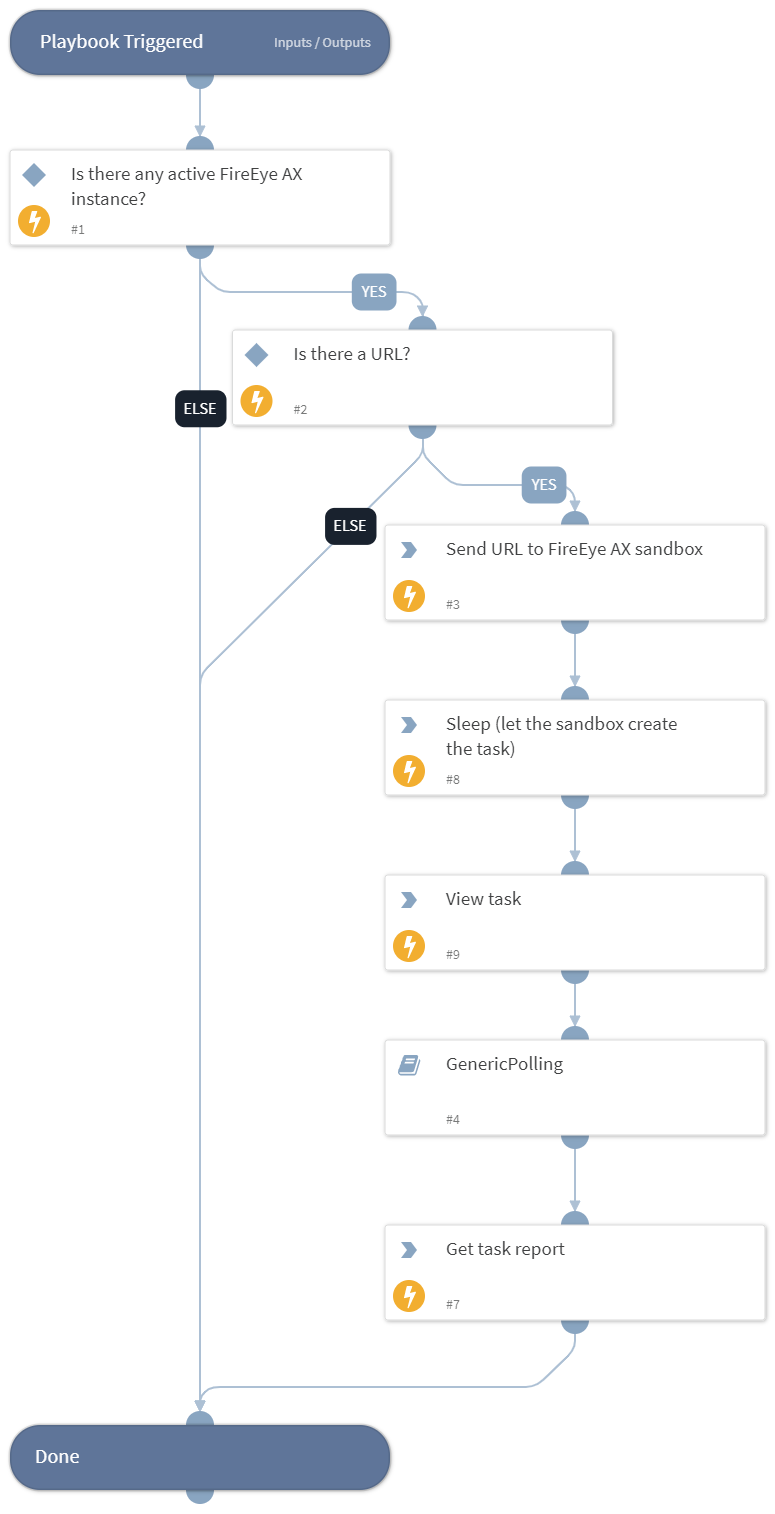 Playbook Triggered
Inputs / Outputs
Is there any active FireEye AX
instance?
#1
YES
Is there a URL?
#2
ELSE
YES
ELSE
Send URL to FireEye AX sandbox
#3
Sleep (let the sandbox create
the task)
#8
View task
#9
GenericPolling
#4
Get task report
#7
Done